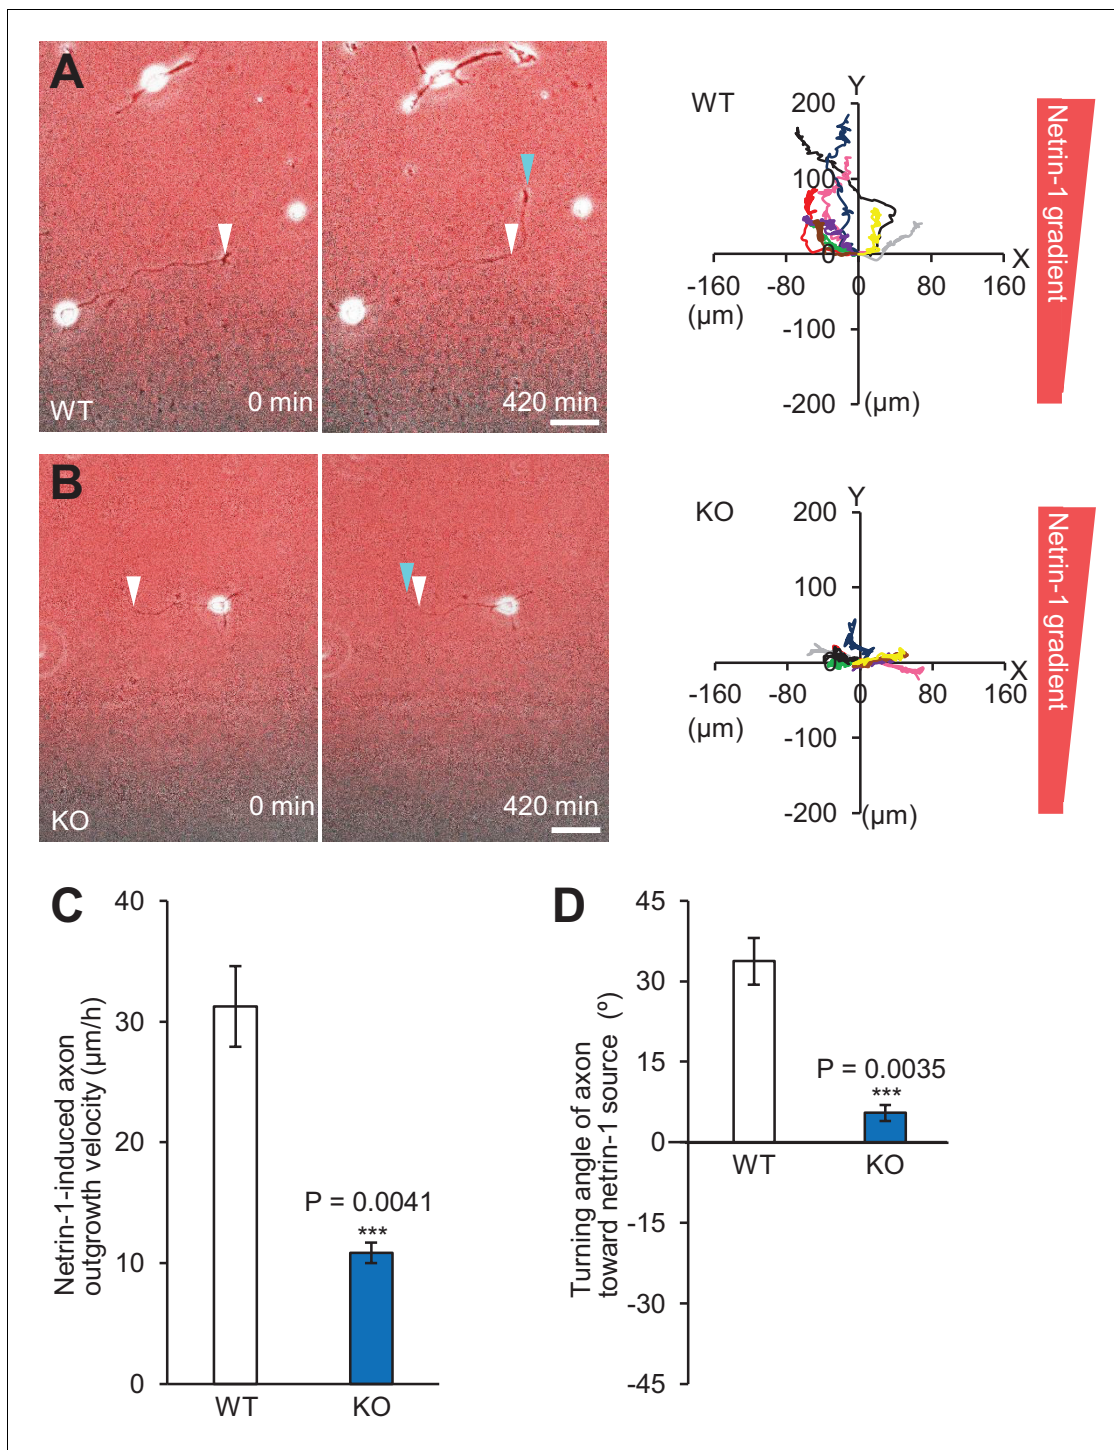 A
WT
0 min
420 min
WT
Y
200
100
0
X
-160
-80
0
80
160
(µm)
-100
-200
(µm)
Netrin-1 gradient
B
KO
0 min
420 min
KO
Y
200
100
0
X
-160
-80
0
80
160
(µm)
-100
-200
(µm)
Netrin-1 gradient
C
Netrin-1-induced axon
outgrowth velocity (µm/h)
40
30
20
10
0
P = 0.0041
***
WT
KO
D
Turning angle of axon
toward netrin-1 source (º)
45
30
15
0
-15
-30
-45
P = 0.0035
***
WT
KO